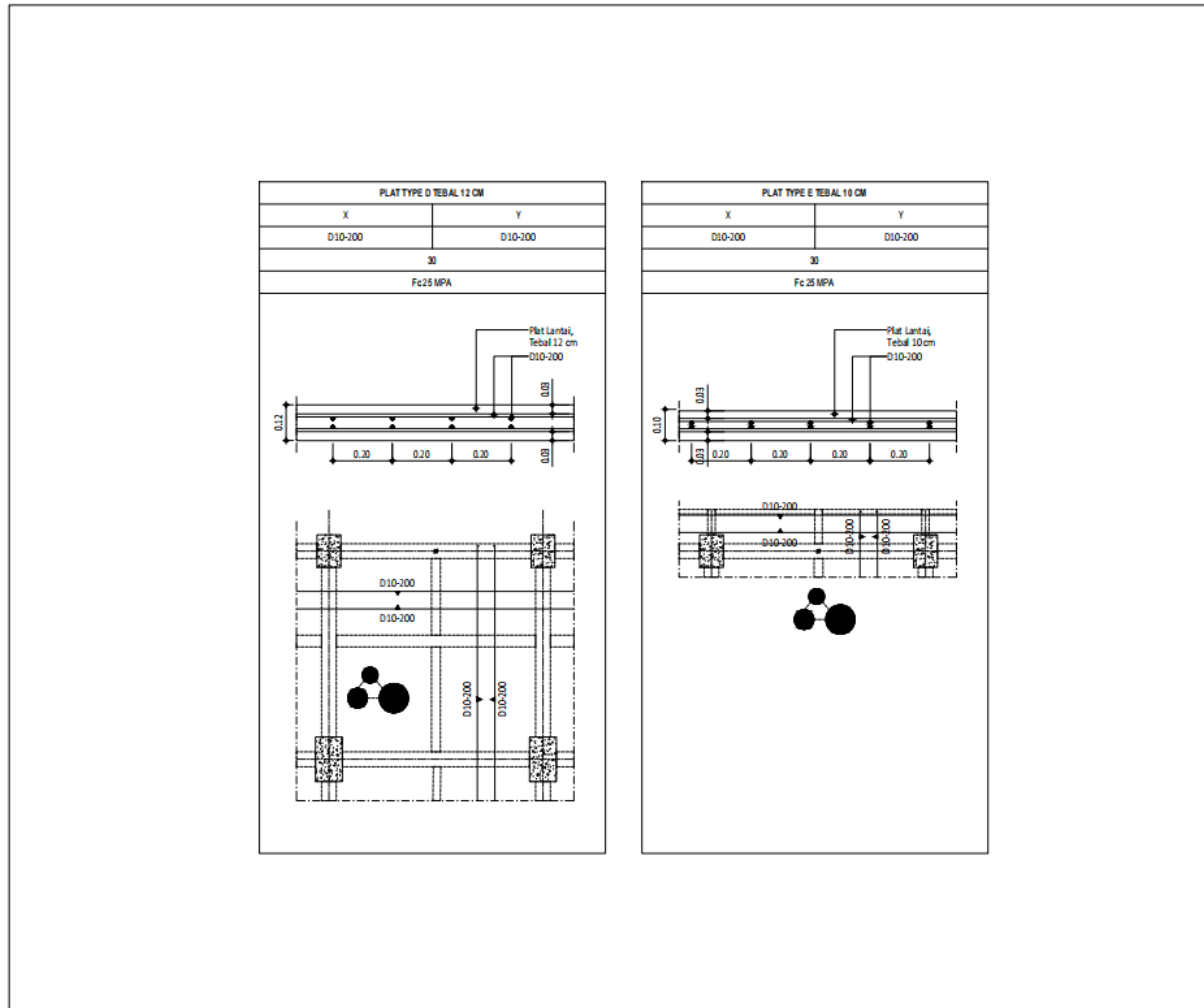 PLAT TYPE D TEBAL 12 CM
X Y
D10-200 D10-200
30
Fc 25 MPA
Plat Lantai,
Tebal 12 cm
D10-200
0.03
0.12
0.03
0.20 0.20 0.20
D10-200
D10-200
D10-200
D10-200
PLAT TYPE E TEBAL 10 CM
X Y
D10-200 D10-200
30
Fc 25 MPA
Plat Lantai,
Tebal 10 cm
D10-200
0.03
0.10
0.03
0.20 0.20 0.20 0.20
D10-200
D10-200
D10-200
D10-200